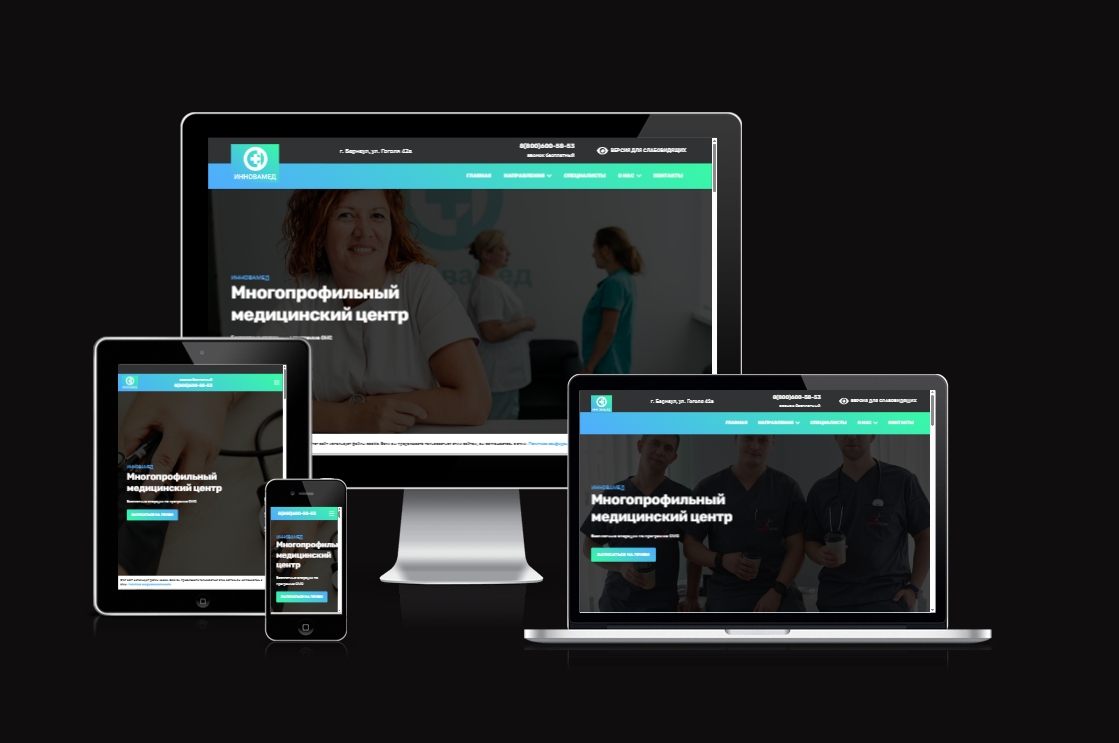 г. Барнаул, ул. Гоголя 42а
8(800)600-58-53
звонок бесплатный
ВЕРСИЯ ДЛЯ СЛАБОВИДЯЩИХ
ИННОВАМЕД
ГЛАВНАЯ НАПРАВЛЕНИЯ СПЕЦИАЛИСТЫ О НАС КОНТАКТЫ
ИННОВАМЕД
Многопрофильный
медицинский центр
ОМС
звонок бесплатный
8(800)600-58-53
ИННОВАМЕД
Многопрофильный
медицинский центр
Бесплатные операции по программе ОМС
ЗАПИСАТЬСЯ НА ПРИЕМ
8(800)600-58-53
ИННОВАМЕД
Многопрофильный
медицинский
центр
Бесплатные операции по
программе ОМС
ЗАПИСАТЬСЯ НА ПРИЕМ
г. Барнаул, ул. Гоголя 42а
8(800)600-58-53
звонок бесплатный
ВЕРСИЯ ДЛЯ СЛАБОВИДЯЩИХ
ГЛАВНАЯ НАПРАВЛЕНИЯ СПЕЦИАЛИСТЫ О НАС КОНТАКТЫ
ИННОВАМЕД
Многопрофильный
медицинский центр
Бесплатные операции по программе ОМС
ЗАПИСАТЬСЯ НА ПРИЕМ